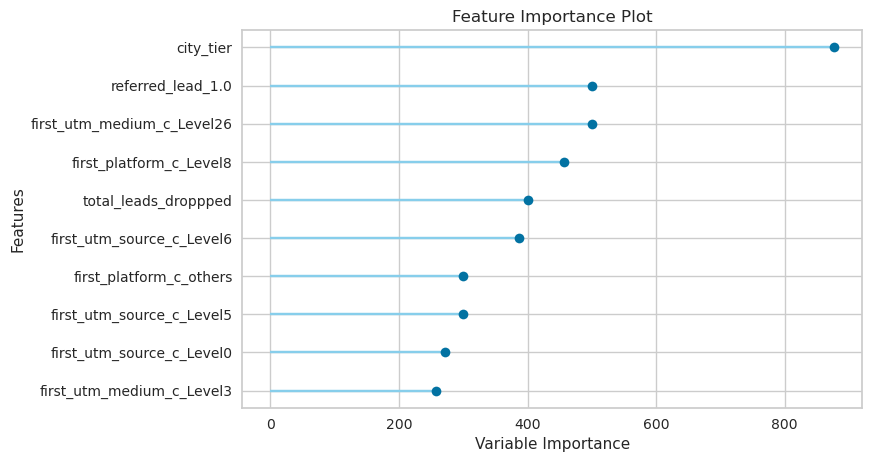 Feature Importance Plot
city_tier
referred_lead_1.0
first_utm_medium_c_Level26
first_platform_c_Level8
total_leads_droppped
first_utm_source_c_Level6
first_platform_c_others
first_utm_source_c_Level5
first_utm_source_c_Level0
first_utm_medium_c_Level3
Features
0 200 400 600 800
Variable Importance